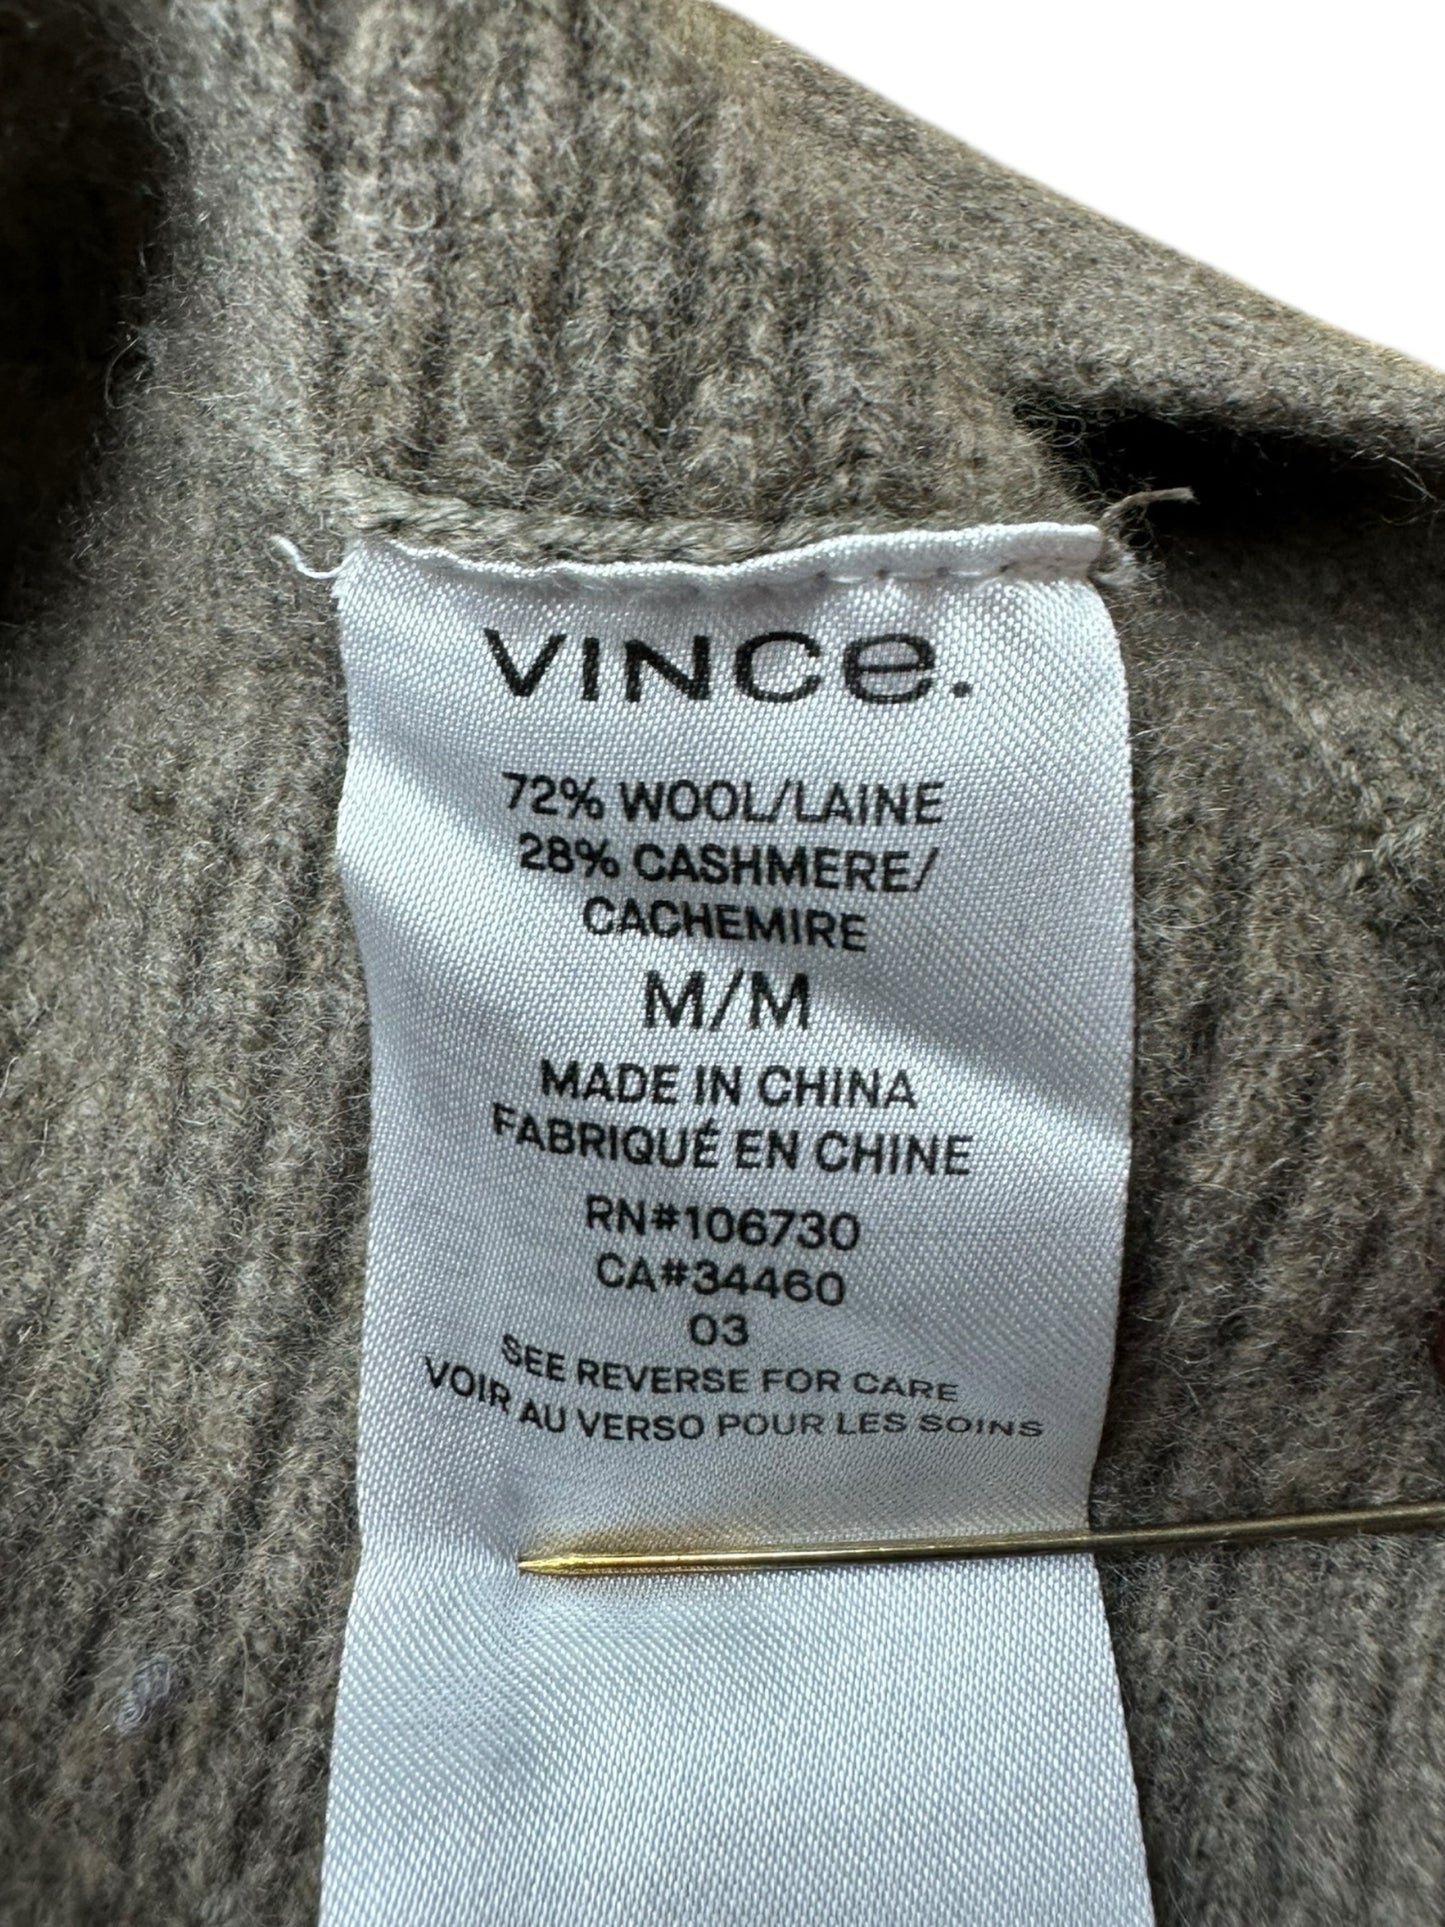 VINCe.
72% WOOL/LAINE
28% CASHMERE/
CACHEMIRE
M/M
MADE IN CHINA
FABRIQUÉ EN CHINE
RN#106730
CA#34460
03
SEE REVERSE FOR CARE
VOIR AU VERSO POUR LES SOINS